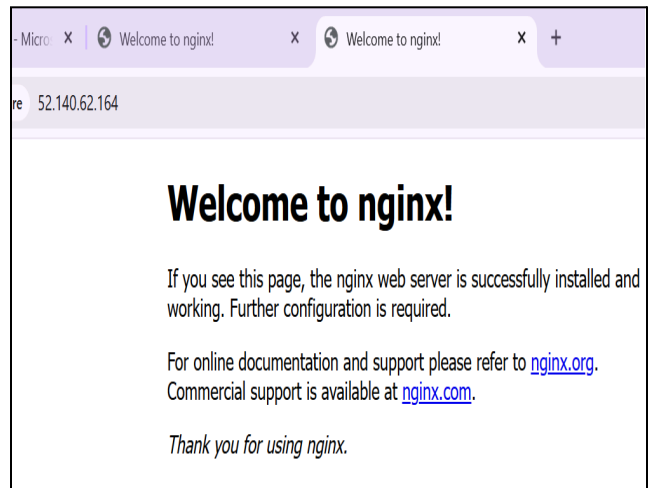 - Micro Welcome to nginx! Welcome to nginx!
re 52.140.62.164
Welcome to nginx!
If you see this page, the nginx web server is successfully installed and
working. Further configuration is required.
For online documentation and support please refer to nginx.org.
Commercial support is available at nginx.com.
Thank you for using nginx.